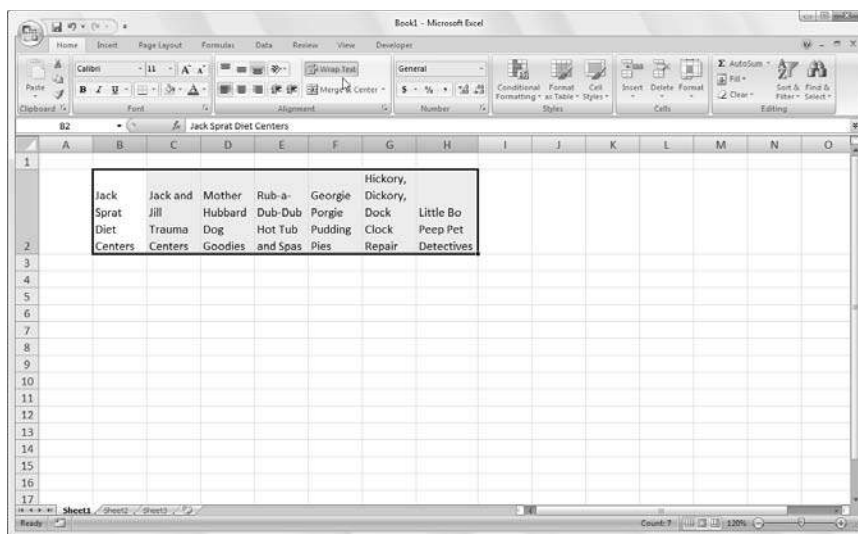 Book1 - Microsoft Excel
Home Insert Page Layout Formulas Data Review View Developer
Calibri 11 A A Wrap Text General Σ AutoSum
Paste B I U A Merge & Center $ % , Conditional Formatting Format as Table Cell Styles Insert Delete Format Fill Clear Sort & Filter Find & Select
Clipboard Font Alignment Number Styles Cells Editing
B2 fx Jack Sprat Diet Centers
A B C D E F G H I J K L M N O
1
Jack Sprat Diet Centers
Jack and Jill Trauma Centers
Mother Hubbard Dog Goodies
Rub-a-Dub-Dub Hot Tub and Spas
Georgie Porgie Pudding Pies
Hickory, Dickory, Dock Clock Repair
Little Bo Peep Pet Detectives
2
3
4
5
6
7
8
9
10
11
12
13
14
15
16
17
Sheet1 Sheet2 Sheet3
Ready Count: 7 120%